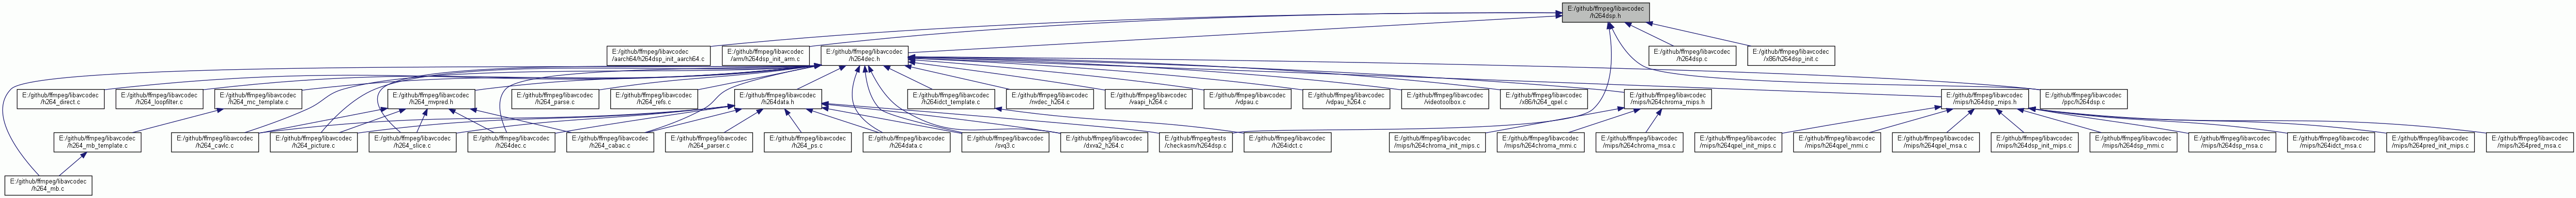 E:/github/ffmpeg/libavcodec
/h264dsp.h
E:/github/ffmpeg/libavcodec
/aarch64/h264dsp_init_aarch64.c
E:/github/ffmpeg/libavcodec
/arm/h264dsp_init_arm.c
E:/github/ffmpeg/libavcodec
/h264dec.h
E:/github/ffmpeg/libavcodec
/h264dsp.c
E:/github/ffmpeg/libavcodec
/x86/h264dsp_init.c
E:/github/ffmpeg/libavcodec
/h264_direct.c
E:/github/ffmpeg/libavcodec
/h264_loopfilter.c
E:/github/ffmpeg/libavcodec
/h264_mc_template.c
E:/github/ffmpeg/libavcodec
/h264_mvpred.h
E:/github/ffmpeg/libavcodec
/h264_parse.c
E:/github/ffmpeg/libavcodec
/h264_refs.c
E:/github/ffmpeg/libavcodec
/h264data.h
E:/github/ffmpeg/libavcodec
/h264idct_template.c
E:/github/ffmpeg/libavcodec
/nvdec_h264.c
E:/github/ffmpeg/libavcodec
/vaapi_h264.c
E:/github/ffmpeg/libavcodec
/vdpau.c
E:/github/ffmpeg/libavcodec
/vdpau_h264.c
E:/github/ffmpeg/libavcodec
/videotoolbox.c
E:/github/ffmpeg/libavcodec
/x86/h264_qpel.c
E:/github/ffmpeg/libavcodec
/mips/h264chroma_mips.h
E:/github/ffmpeg/libavcodec
/mips/h264dsp_mips.h
E:/github/ffmpeg/libavcodec
/ppc/h264dsp.c
E:/github/ffmpeg/libavcodec
/h264_mb_template.c
E:/github/ffmpeg/libavcodec
/h264_cavlc.c
E:/github/ffmpeg/libavcodec
/h264_picture.c
E:/github/ffmpeg/libavcodec
/h264_slice.c
E:/github/ffmpeg/libavcodec
/h264dec.c
E:/github/ffmpeg/libavcodec
/h264_cabac.c
E:/github/ffmpeg/libavcodec
/h264_parser.c
E:/github/ffmpeg/libavcodec
/h264_ps.c
E:/github/ffmpeg/libavcodec
/h264data.c
E:/github/ffmpeg/libavcodec
/svq3.c
E:/github/ffmpeg/libavcodec
/dxva2_h264.c
E:/github/ffmpeg/tests
/checkasm/h264dsp.c
E:/github/ffmpeg/libavcodec
/h264idct.c
E:/github/ffmpeg/libavcodec
/mips/h264chroma_init_mips.c
E:/github/ffmpeg/libavcodec
/mips/h264chroma_mmi.c
E:/github/ffmpeg/libavcodec
/mips/h264chroma_msa.c
E:/github/ffmpeg/libavcodec
/mips/h264qpel_init_mips.c
E:/github/ffmpeg/libavcodec
/mips/h264qpel_mmi.c
E:/github/ffmpeg/libavcodec
/mips/h264qpel_msa.c
E:/github/ffmpeg/libavcodec
/mips/h264dsp_init_mips.c
E:/github/ffmpeg/libavcodec
/mips/h264dsp_mmi.c
E:/github/ffmpeg/libavcodec
/mips/h264dsp_msa.c
E:/github/ffmpeg/libavcodec
/mips/h264idct_msa.c
E:/github/ffmpeg/libavcodec
/mips/h264pred_init_mips.c
E:/github/ffmpeg/libavcodec
/mips/h264pred_msa.c
E:/github/ffmpeg/libavcodec
/h264_mb.c